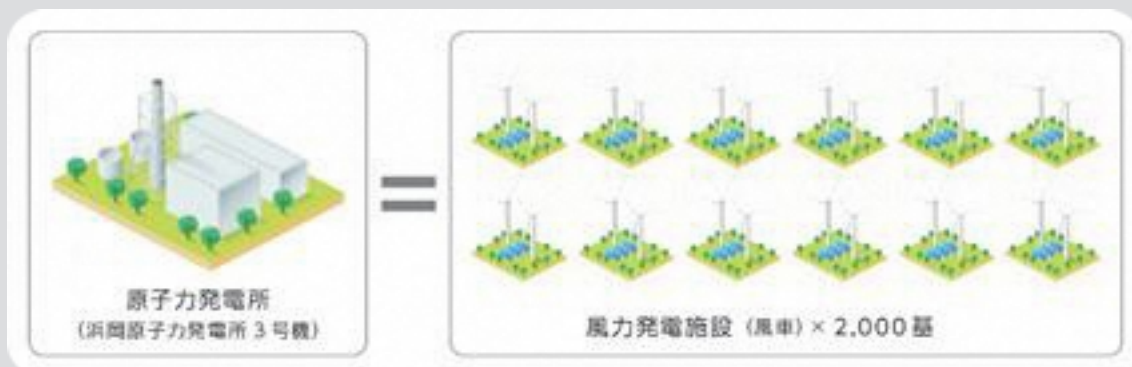 原子力発電所
(浜岡原子力発電所 3 号機)
風力発電施設 (風車) × 2,000 基